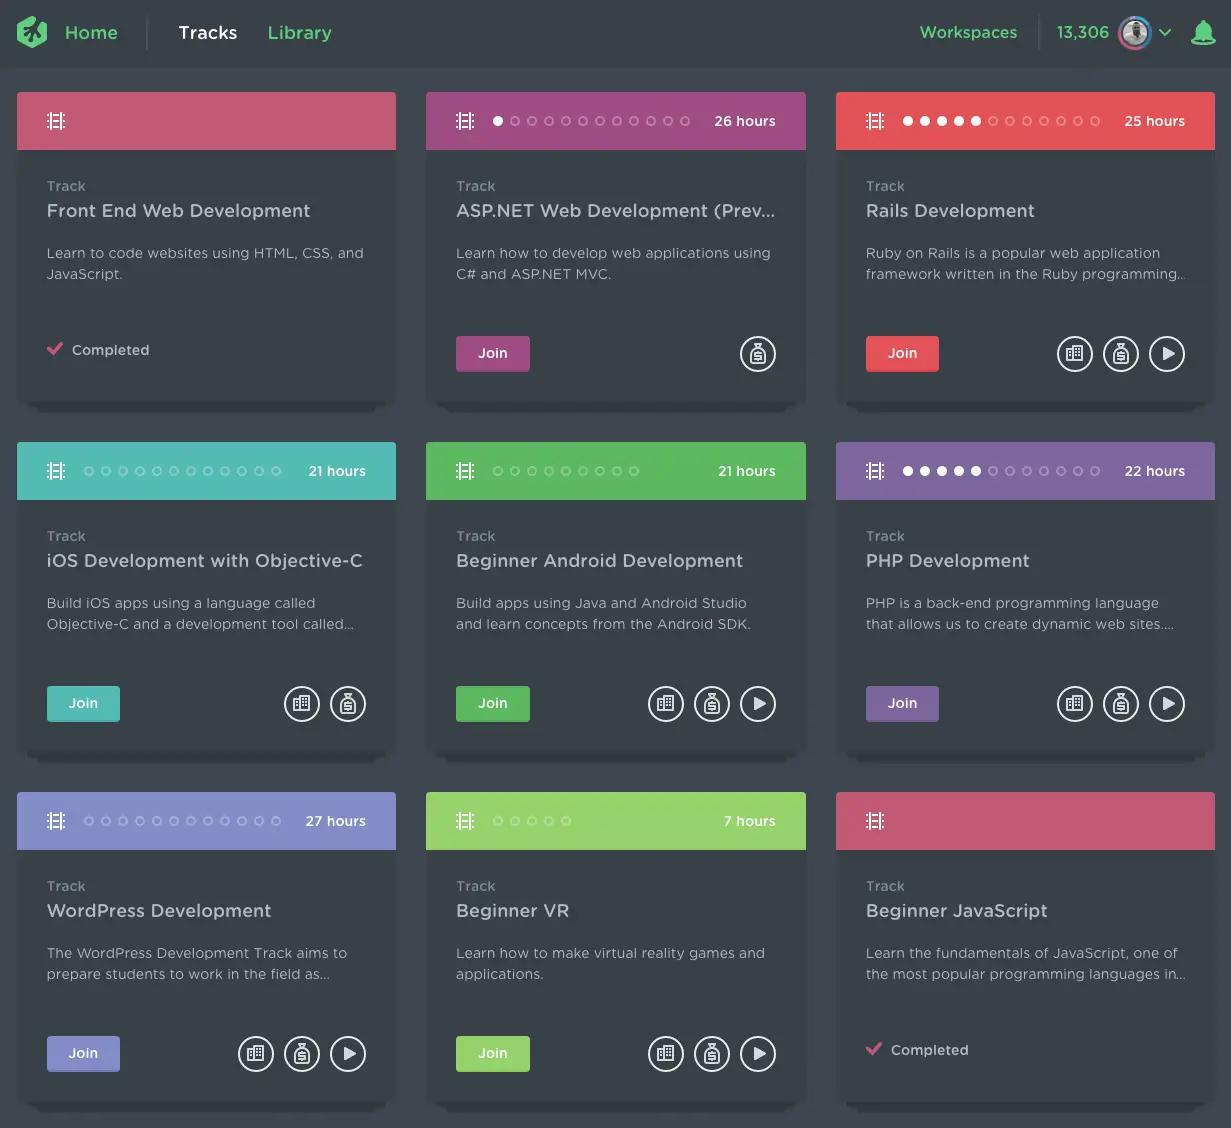 Home
Tracks
Library
Workspaces
13,306
Track
Front End Web Development
Learn to code websites using HTML, CSS, and
JavaScript.
Completed
26 hours
Track
ASP.NET Web Development (Prev...
Learn how to develop web applications using
C# and ASP.NET MVC.
Join
25 hours
Track
Rails Development
Ruby on Rails is a popular web application
framework written in the Ruby programming...
Join
21 hours
Track
iOS Development with Objective-C
Build iOS apps using a language called
Objective-C and a development tool called...
Join
21 hours
Track
Beginner Android Development
Build apps using Java and Android Studio
and learn concepts from the Android SDK.
Join
22 hours
Track
PHP Development
PHP is a back-end programming language
that allows us to create dynamic web sites....
Join
27 hours
Track
WordPress Development
The WordPress Development Track aims to
prepare students to work in the field as...
Join
7 hours
Track
Beginner VR
Learn how to make virtual reality games and
applications.
Join
Track
Beginner JavaScript
Learn the fundamentals of JavaScript, one of
the most popular programming languages in...
Completed